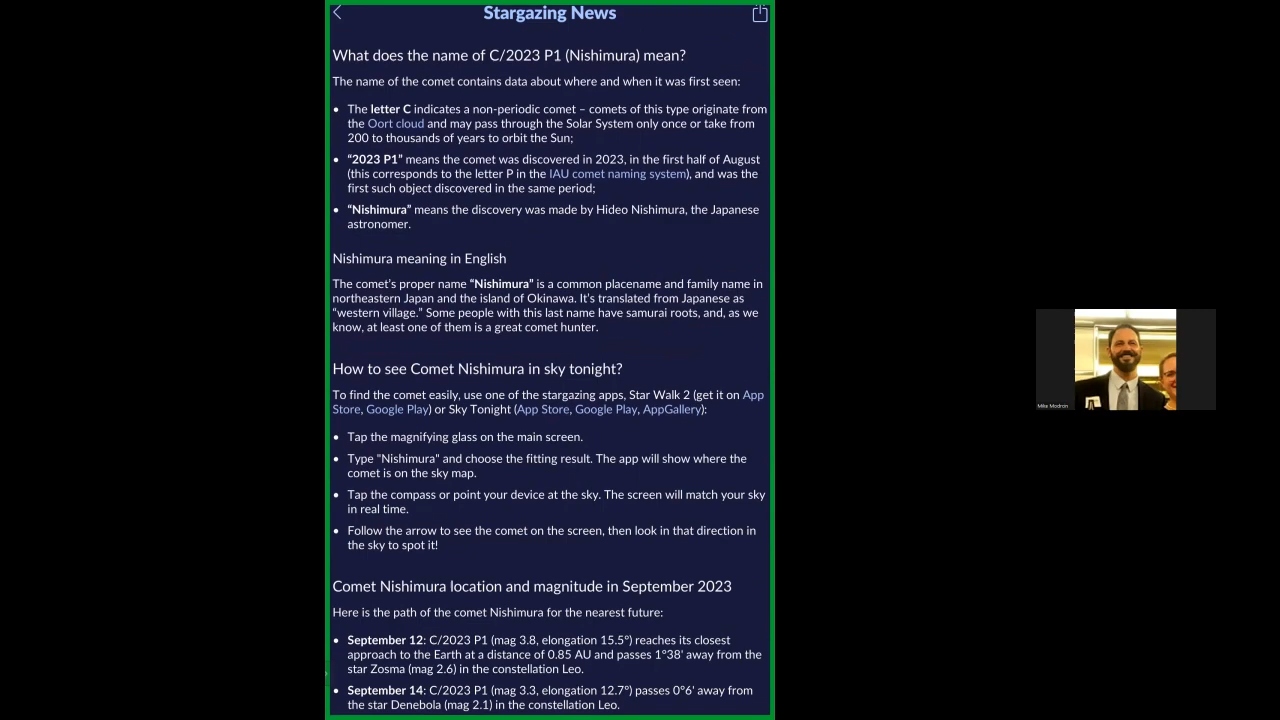 Stargazing News
What does the name of C/2023 P1 (Nishimura) mean?
The name of the comet contains data about where and when it was first seen:
• The letter C indicates a non-periodic comet – comets of this type originate from
the Oort cloud and may pass through the Solar System only once or take from
200 to thousands of years to orbit the Sun;
• “2023 P1” means the comet was discovered in 2023, in the first half of August
(this corresponds to the letter P in the IAU comet naming system), and was the
first such object discovered in the same period;
• “Nishimura” means the discovery was made by Hideo Nishimura, the Japanese
astronomer.
Nishimura meaning in English
The comet’s proper name “Nishimura” is a common placename and family name in
northeastern Japan and the island of Okinawa. It’s translated from Japanese as
“western village.” Some people with this last name have samurai roots, and, as we
know, at least one of them is a great comet hunter.
How to see Comet Nishimura in sky tonight?
To find the comet easily, use one of the stargazing apps, Star Walk 2 (get it on App
Store, Google Play) or Sky Tonight (App Store, Google Play, AppGallery):
• Tap the magnifying glass on the main screen.
• Type "Nishimura" and choose the fitting result. The app will show where the
comet is on the sky map.
• Tap the compass or point your device at the sky. The screen will match your sky
in real time.
• Follow the arrow to see the comet on the screen, then look in that direction in
the sky to spot it!
Comet Nishimura location and magnitude in September 2023
Here is the path of the comet Nishimura for the nearest future:
• September 12: C/2023 P1 (mag 3.8, elongation 15.5°) reaches its closest
approach to the Earth at a distance of 0.85 AU and passes 1°38' away from the
star Zosma (mag 2.6) in the constellation Leo.
• September 14: C/2023 P1 (mag 3.3, elongation 12.7°) passes 0°6' away from
the star Denebola (mag 2.1) in the constellation Leo.
Mike Madron